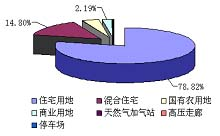 2.19%
14.80%
78.82%
住宅用地 混合住宅 国有农用地
商业用地 天然气加气站 高压走廊
停车场